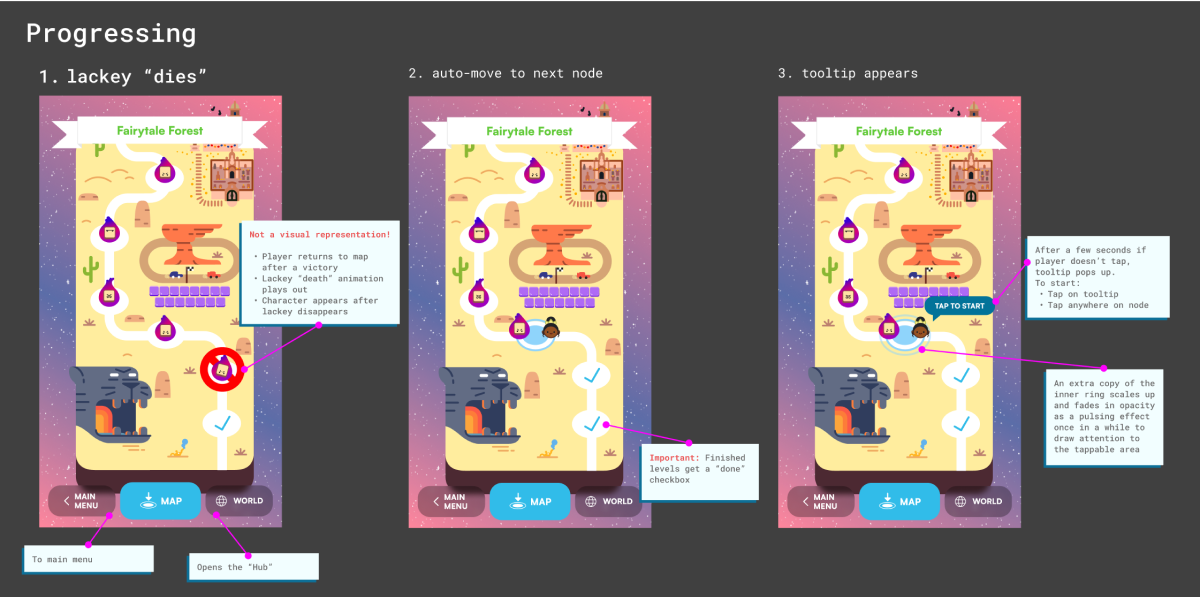 Progressing
1. lackey “dies”
2. auto-move to next node
3. tooltip appears
Fairytale Forest
Not a visual representation!
• Player returns to map
after a victory
• Lackey “death” animation
plays out
• Character appears after
lackey disappears
MAIN
MENU
MAP
WORLD
To main menu
Opens the “Hub”
Fairytale Forest
Important: Finished
levels get a “done”
checkbox
MAIN
MENU
MAP
WORLD
Fairytale Forest
TAP TO START
After a few seconds if
player doesn't tap,
tooltip pops up.
To start:
• Tap on tooltip
• Tap anywhere on node
An extra copy of the
inner ring scales up
and fades in opacity
as a pulsing effect
once in a while to
draw attention to
the tappable area
MAIN
MENU
MAP
WORLD